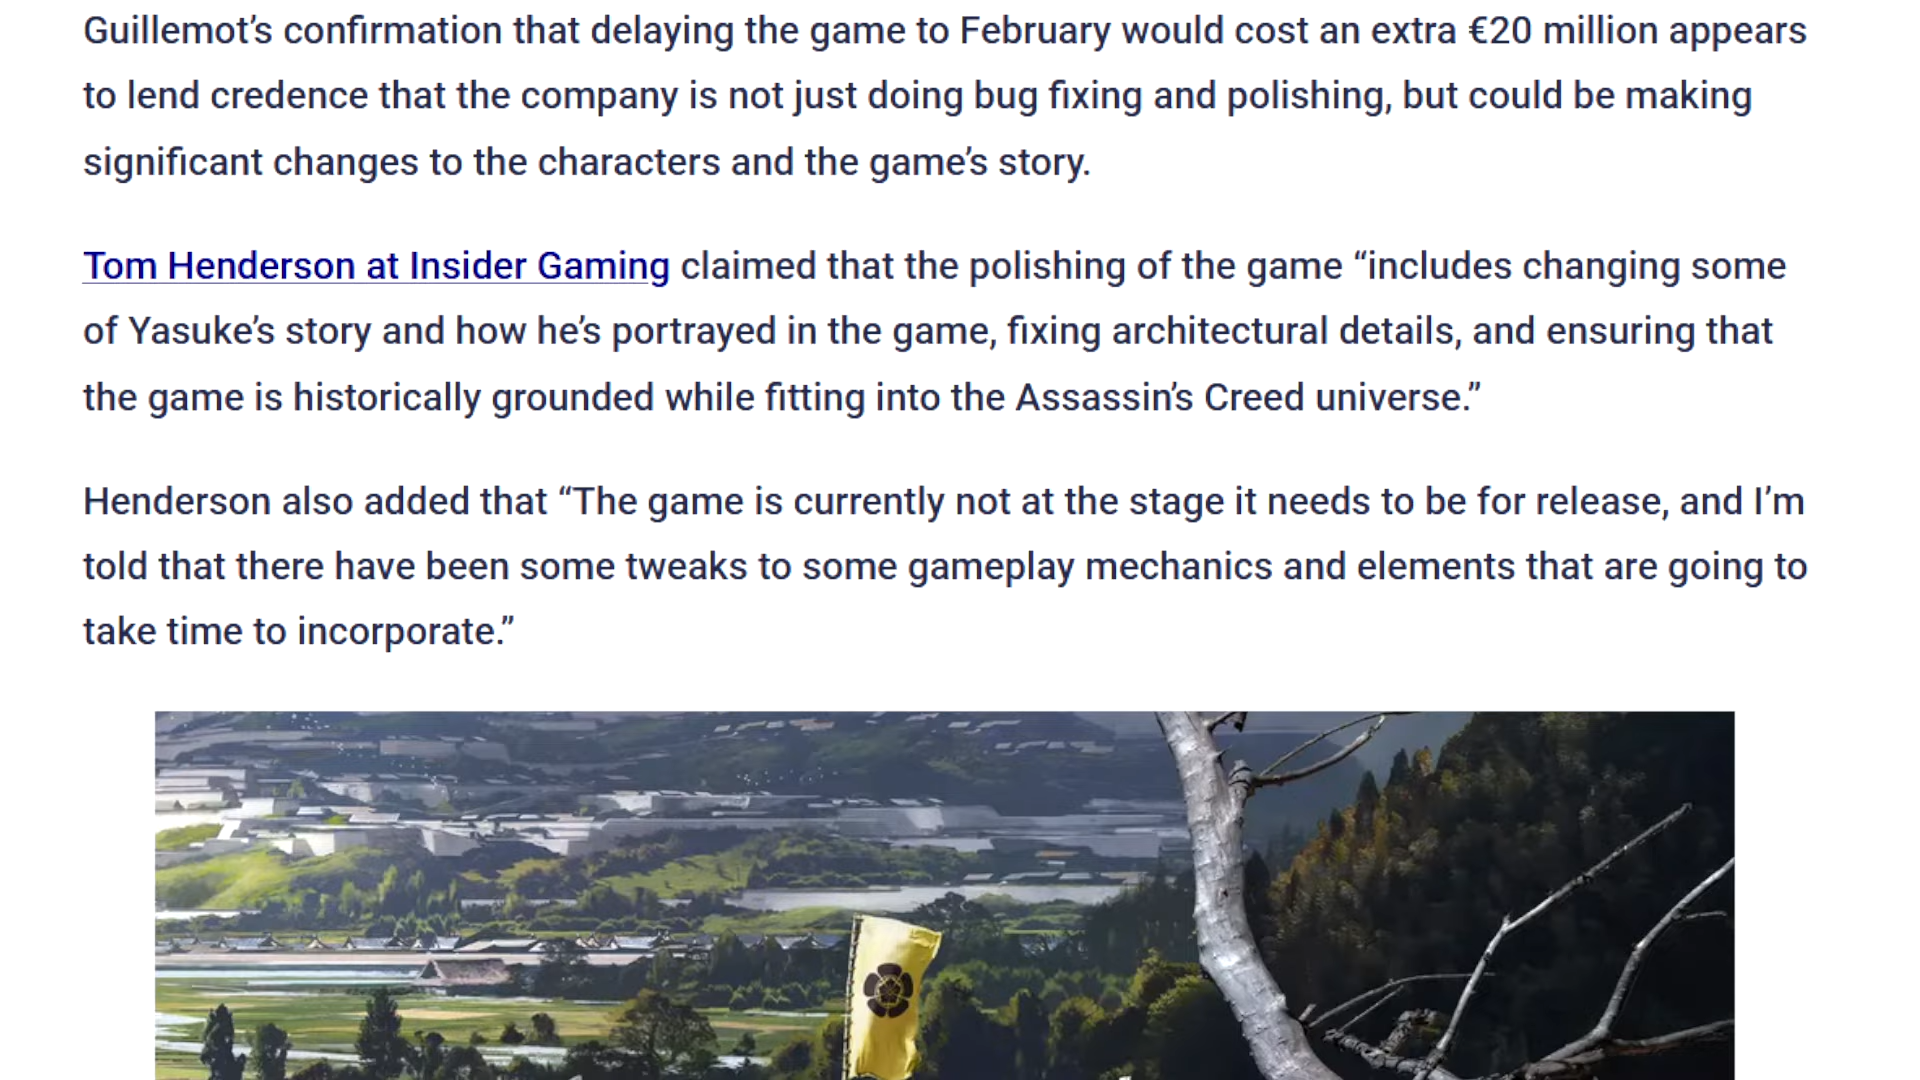 Guillemot’s confirmation that delaying the game to February would cost an extra €20 million appears
to lend credence that the company is not just doing bug fixing and polishing, but could be making
significant changes to the characters and the game’s story.
Tom Henderson at Insider Gaming claimed that the polishing of the game “includes changing some
of Yasuke’s story and how he’s portrayed in the game, fixing architectural details, and ensuring that
the game is historically grounded while fitting into the Assassin’s Creed universe.”
Henderson also added that “The game is currently not at the stage it needs to be for release, and I’m
told that there have been some tweaks to some gameplay mechanics and elements that are going to
take time to incorporate.”